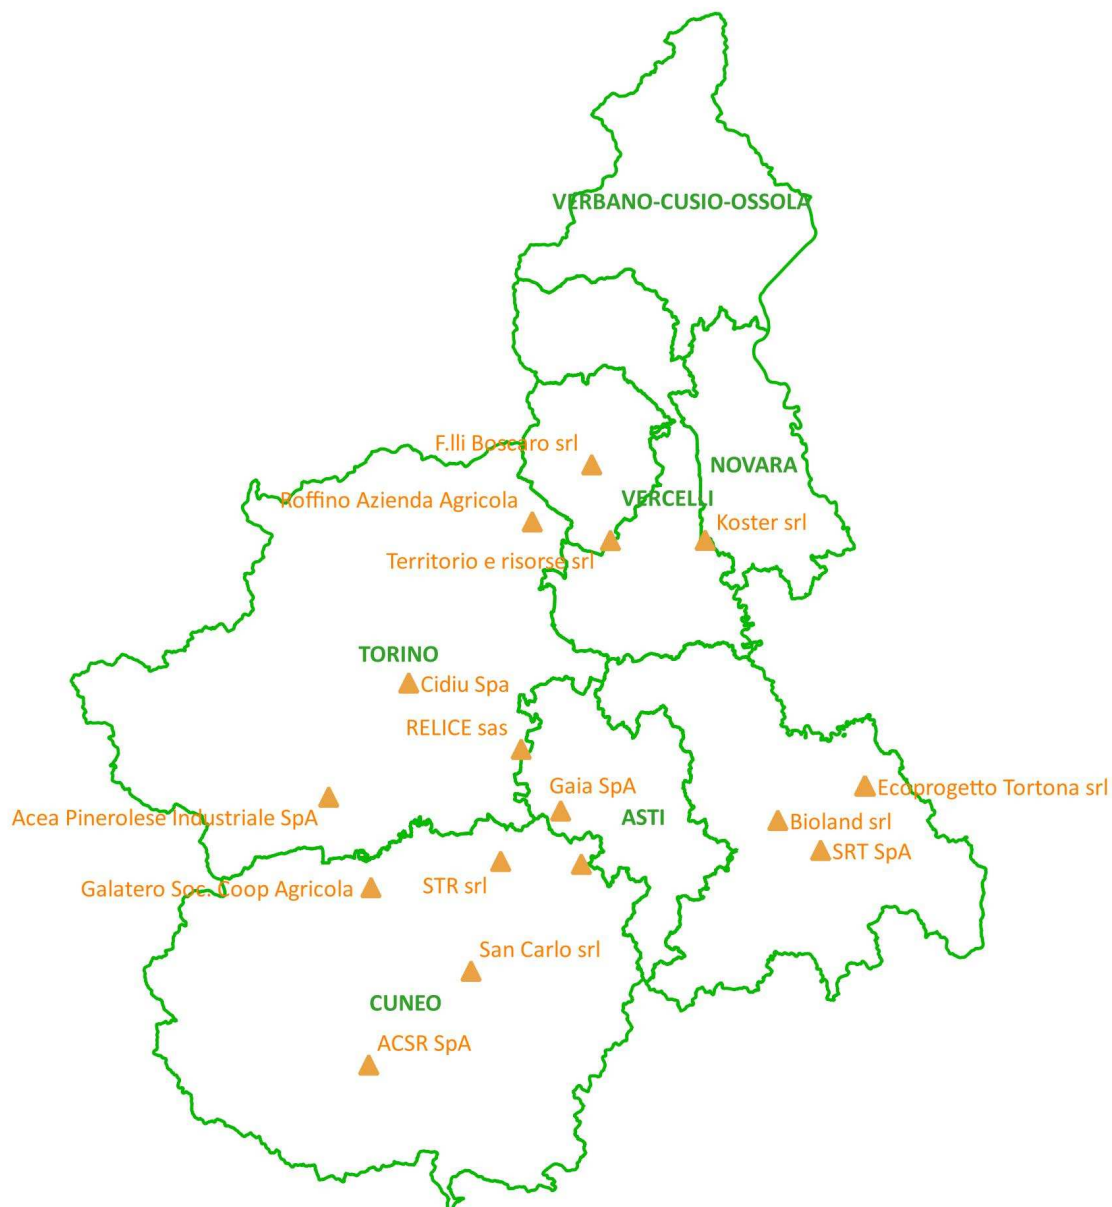 VERBANO-CUSIO-OSSOLA
F.lli Boscaro srl
NOVARA
Roffino Azienda Agricola
VERCELLI
Koster srl
Territorio e risorse srl
TORINO
Cidiu Spa
RELICE sas
Gaia SpA
Ecoprogetto Tortona srl
Acea Pinerolese Industriale SpA
ASTI
Bioland srl
SRT SpA
Galatero Soc. Coop Agricola
STR srl
San Carlo srl
CUNEO
ACSR SpA